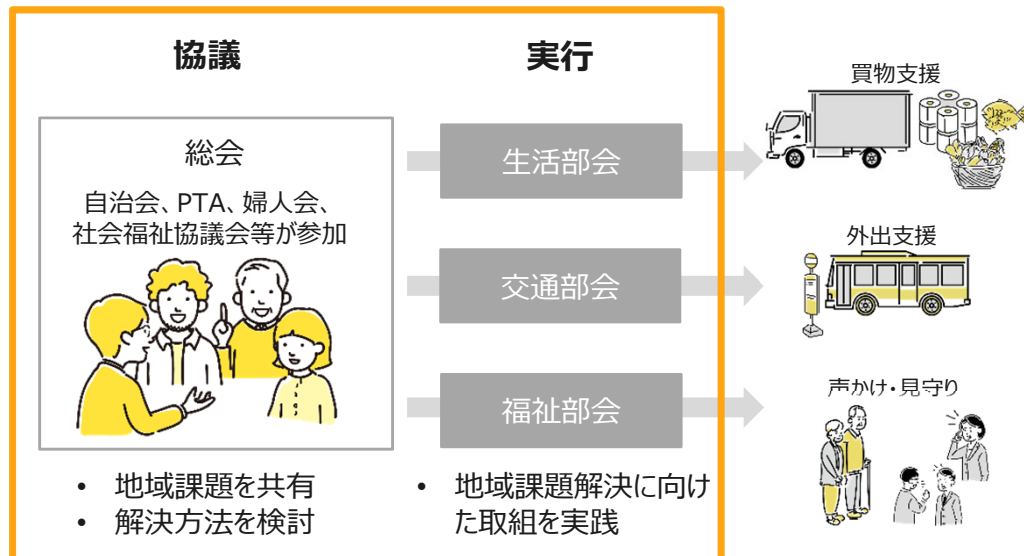 協議
総会
自治会、PTA、婦人会、
社会福祉協議会等が参加
• 地域課題を共有
• 解決方法を検討
実行
生活部会
交通部会
福祉部会
• 地域課題解決に向け
た取組を実践
買物支援
外出支援
声かけ・見守り